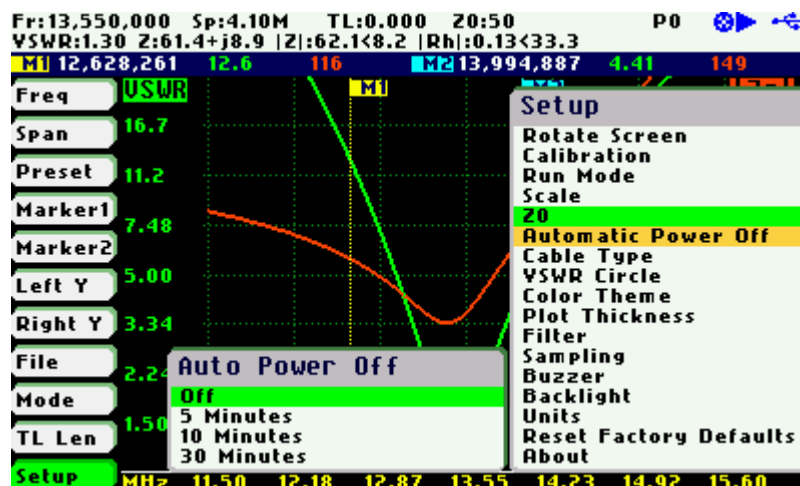 Fr:13,550,000 Sp:4.10M TL:0.000 Z0:50 P0
VSWR:1.30 Z:61.4+j8.9 |Z|:62.1<8.2 |Rh|:0.13<33.3
M1 12,628,261 12.6 116 M2 13,994,887 4.41 149
Freq
Span
Preset
Marker1
Marker2
Left Y
Right Y
File
Mode
TL Len
Setup
VSWR
16.7
11.2
7.48
5.00
3.34
2.24
1.50
M1
Setup
Rotate Screen
Calibration
Run Mode
Scale
Z0
Automatic Power Off
Cable Type
VSWR Circle
Color Theme
Plot Thickness
Filter
Sampling
Buzzer
Backlight
Units
Reset Factory Defaults
About
Auto Power Off
Off
5 Minutes
10 Minutes
30 Minutes
MHz 11.50 12.18 12.87 13.55 14.23 14.92 15.60